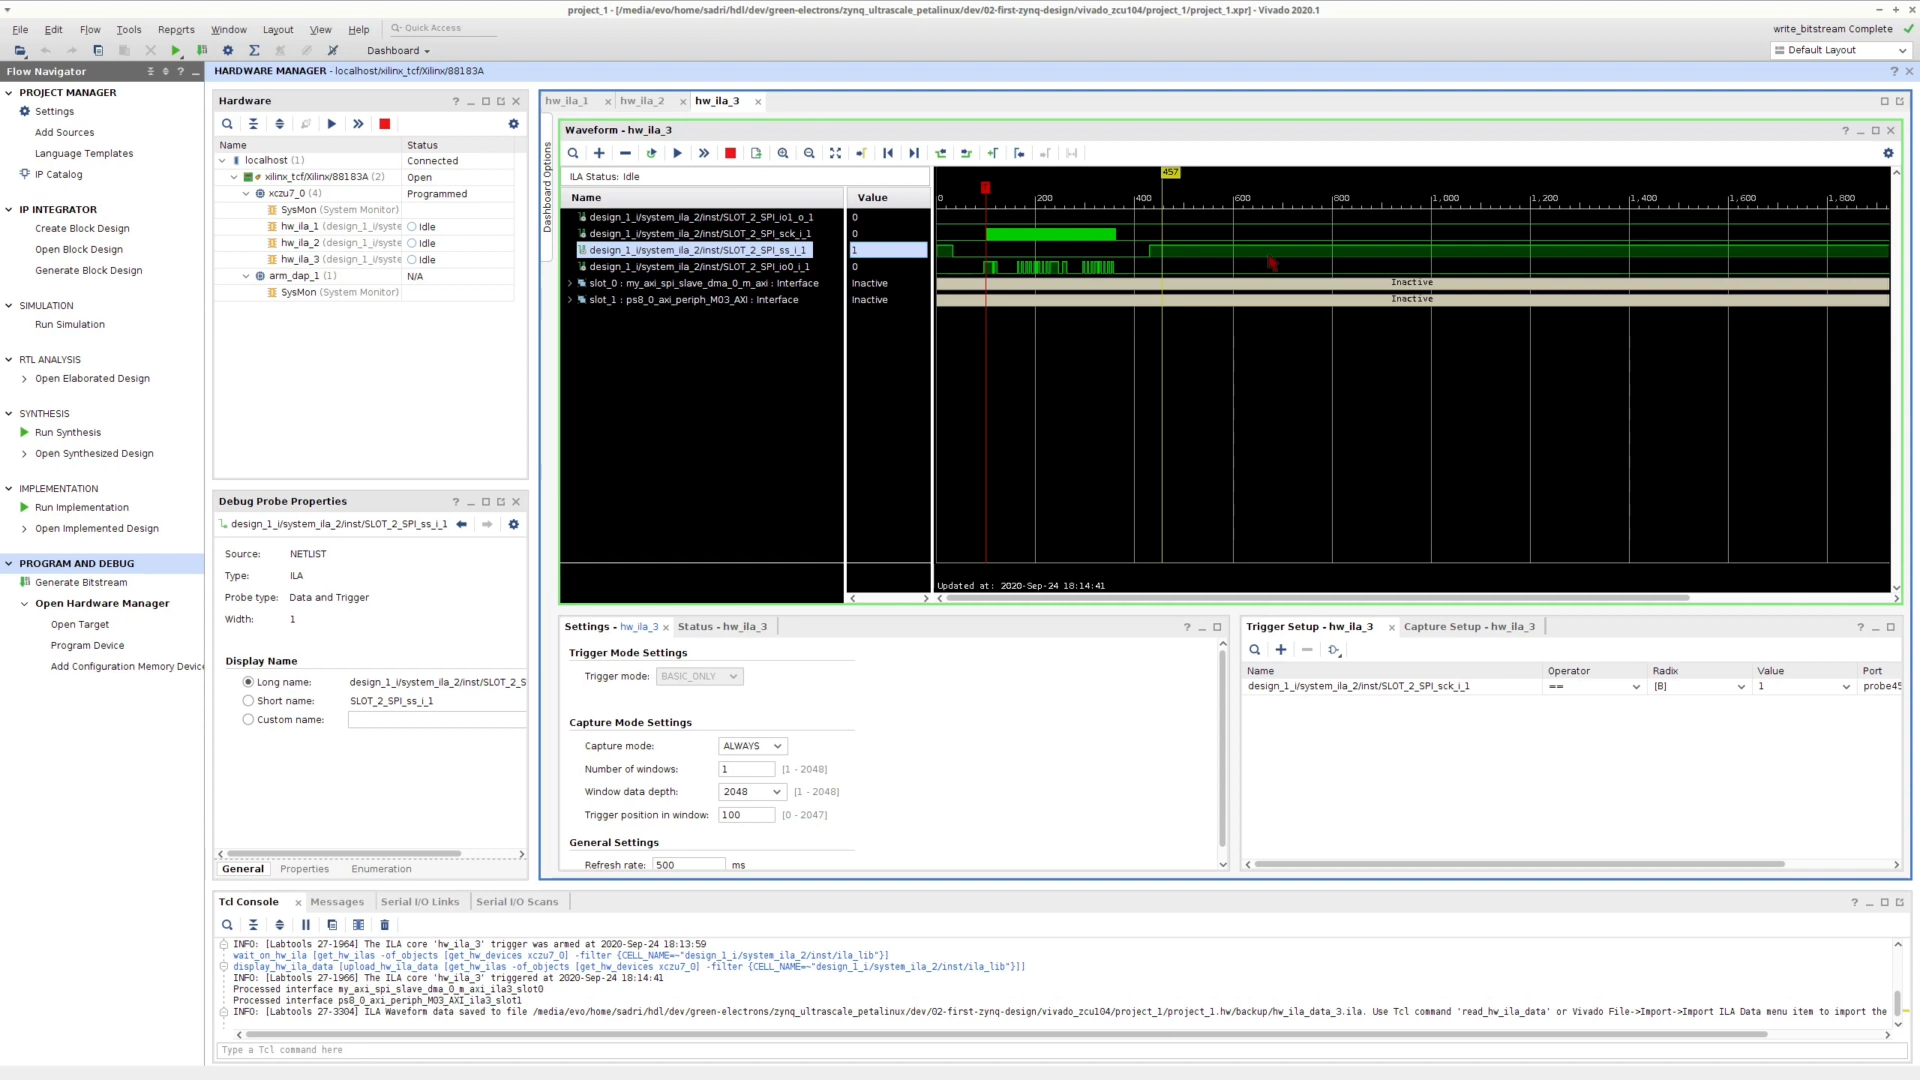 project_1 - [/media/evo/home/sadri/hdl/dev/green-electrons/zynq_ultrascale_petalinux/dev/02-first-zynq-design/vivado_zcu104/project_1/project_1.xpr] - Vivado 2020.1
File Edit Flow Tools Reports Window Layout View Help Quick Access
write_bitstream Complete
Dashboard
Default Layout
Flow Navigator
HARDWARE MANAGER - localhost/xilinx_tcf/Xilinx/88183A
PROJECT MANAGER
Settings
Add Sources
Language Templates
IP Catalog
IP INTEGRATOR
Create Block Design
Open Block Design
Generate Block Design
SIMULATION
Run Simulation
RTL ANALYSIS
Open Elaborated Design
SYNTHESIS
Run Synthesis
Open Synthesized Design
IMPLEMENTATION
Run Implementation
Open Implemented Design
PROGRAM AND DEBUG
Generate Bitstream
Open Hardware Manager
Open Target
Program Device
Add Configuration Memory Device
Hardware
Name Status
localhost (1) Connected
xilinx_tcf/Xilinx/88183A (2) Open
xczu7_0 (4) Programmed
SysMon (System Monitor)
hw_ila_1 (design_1_i/syste Idle
hw_ila_2 (design_1_i/syste Idle
hw_ila_3 (design_1_i/syste Idle
arm_dap_1 (1) N/A
SysMon (System Monitor)
Debug Probe Properties
design_1_i/system_ila_2/inst/SLOT_2_SPI_ss_i_1
Source: NETLIST
Type: ILA
Probe type: Data and Trigger
Width: 1
Display Name
Long name: design_1_i/system_ila_2/inst/SLOT_2_S
Short name: SLOT_2_SPI_ss_i_1
Custom name:
General Properties Enumeration
hw_ila_1 hw_ila_2 hw_ila_3
Dashboard Options
Waveform - hw_ila_3
ILA Status: Idle
457
Name Value
0 200 400 600 800 1,000 1,200 1,400 1,600 1,800
design_1_i/system_ila_2/inst/SLOT_2_SPI_io1_o_1 0
design_1_i/system_ila_2/inst/SLOT_2_SPI_sck_i_1 0
design_1_i/system_ila_2/inst/SLOT_2_SPI_ss_i_1 1
design_1_i/system_ila_2/inst/SLOT_2_SPI_io0_i_1 0
slot_0 : my_axi_spi_slave_dma_0_m_axi : Interface Inactive Inactive
slot_1 : ps8_0_axi_periph_M03_AXI : Interface Inactive Inactive
Updated at: 2020-Sep-24 18:14:41
Settings - hw_ila_3 Status - hw_ila_3
Trigger Mode Settings
Trigger mode: BASIC_ONLY
Capture Mode Settings
Capture mode: ALWAYS
Number of windows: 1 [1 - 2048]
Window data depth: 2048 [1 - 2048]
Trigger position in window: 100 [0 - 2047]
General Settings
Refresh rate: 500 ms
Trigger Setup - hw_ila_3 Capture Setup - hw_ila_3
Name Operator Radix Value Port
design_1_i/system_ila_2/inst/SLOT_2_SPI_sck_i_1 == [B] 1 probe45
Tcl Console Messages Serial I/O Links Serial I/O Scans
INFO: [Labtools 27-1964] The ILA core 'hw_ila_3' trigger was armed at 2020-Sep-24 18:13:59
wait_on_hw_ila [get_hw_ilas -of_objects [get_hw_devices xczu7_0] -filter {CELL_NAME=~"design_1_i/system_ila_2/inst/ila_lib"}]
display_hw_ila_data [upload_hw_ila_data [get_hw_ilas -of_objects [get_hw_devices xczu7_0] -filter {CELL_NAME=~"design_1_i/system_ila_2/inst/ila_lib"}]]
INFO: [Labtools 27-1966] The ILA core 'hw_ila_3' triggered at 2020-Sep-24 18:14:41
Processed interface my_axi_spi_slave_dma_0_m_axi_ila3_slot0
Processed interface ps8_0_axi_periph_M03_AXI_ila3_slot1
INFO: [Labtools 27-3304] ILA Waveform data saved to file /media/evo/home/sadri/hdl/dev/green-electrons/zynq_ultrascale_petalinux/dev/02-first-zynq-design/vivado_zcu104/project_1/project_1.hw/backup/hw_ila_data_3.ila. Use Tcl command 'read_hw_ila_data' or Vivado File->Import->Import ILA Data menu item to import the
Type a Tcl command here